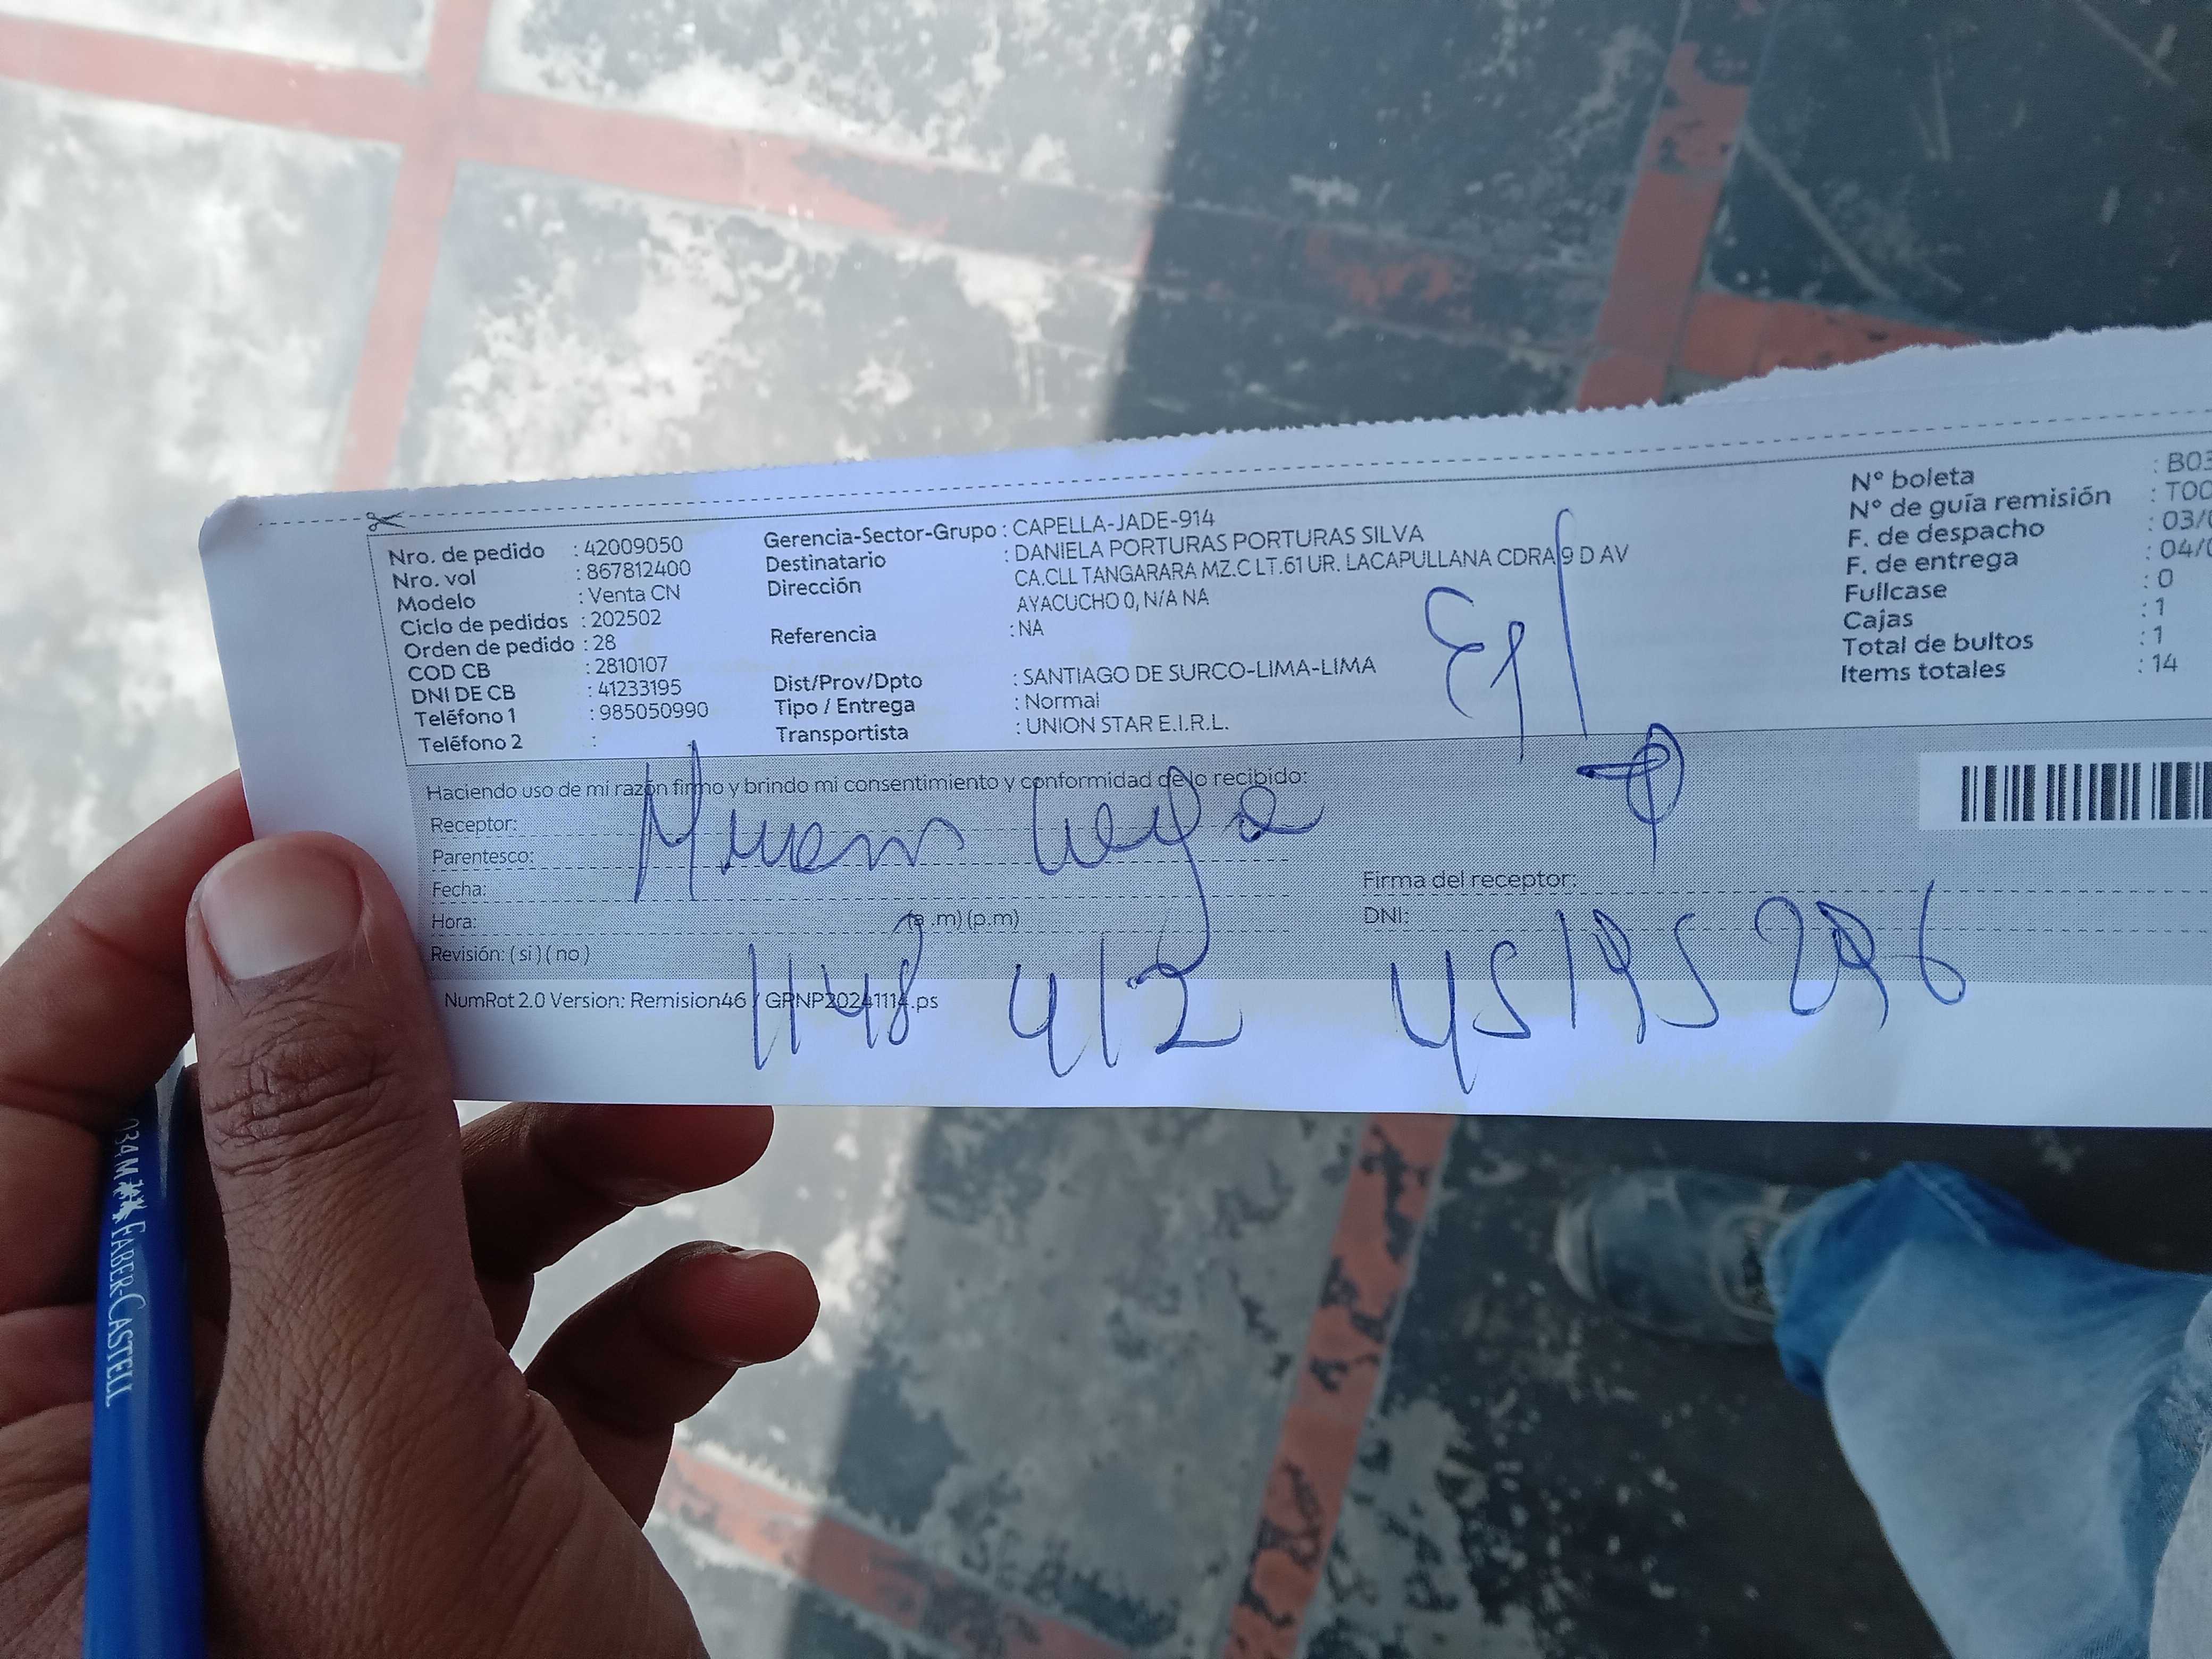 Nro. de pedido : 42009050
Nro. vol : 867812400
Modelo : Venta CN
Ciclo de pedidos : 202502
Orden de pedido : 28
COD CB : 2810107
DNI DE CB : 41233195
Teléfono 1 : 985050990
Teléfono 2 :
Gerencia-Sector-Grupo : CAPELLA-JADE-914
Destinatario : DANIELA PORTURAS PORTURAS SILVA
Dirección : CA.CLL TANGARARA MZ.C LT.61 UR. LACAPULLANA CDRA 9 D AV
AYACUCHO 0, N/A NA
Referencia : NA
Dist/Prov/Dpto : SANTIAGO DE SURCO-LIMA-LIMA
Tipo / Entrega : Normal
Transportista : UNION STAR E.I.R.L.
N° boleta : B03
N° de guía remisión : T00
F. de despacho : 03/0
F. de entrega : 04/0
Fullcase : 0
Cajas : 1
Total de bultos : 1
Items totales : 14
Haciendo uso de mi razón firmo y brindo mi consentimiento y conformidad de lo recibido:
Receptor:
Parentesco:
Fecha:
Hora: (a .m) (p.m)
Revisión: ( si ) ( no )
Firma del receptor:
DNI:
1148 412
NumRot 2.0 Version: Remision46 / GPNP20241114.ps
034 M FABER-CASTELL